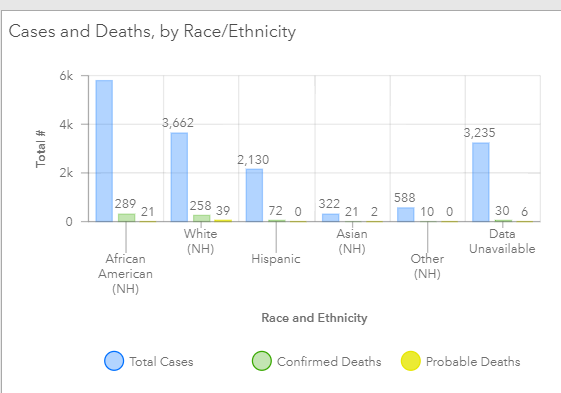 Cases and Deaths, by Race/Ethnicity
6k
4k
2k
0
Total #
289 21
3,662
258 39
2,130
72 0
322 21 2
588
10 0
3,235
30 6
African
American
(NH)
White
(NH)
Hispanic
Asian
(NH)
Other
(NH)
Data
Unavailable
Race and Ethnicity
Total Cases Confirmed Deaths Probable Deaths